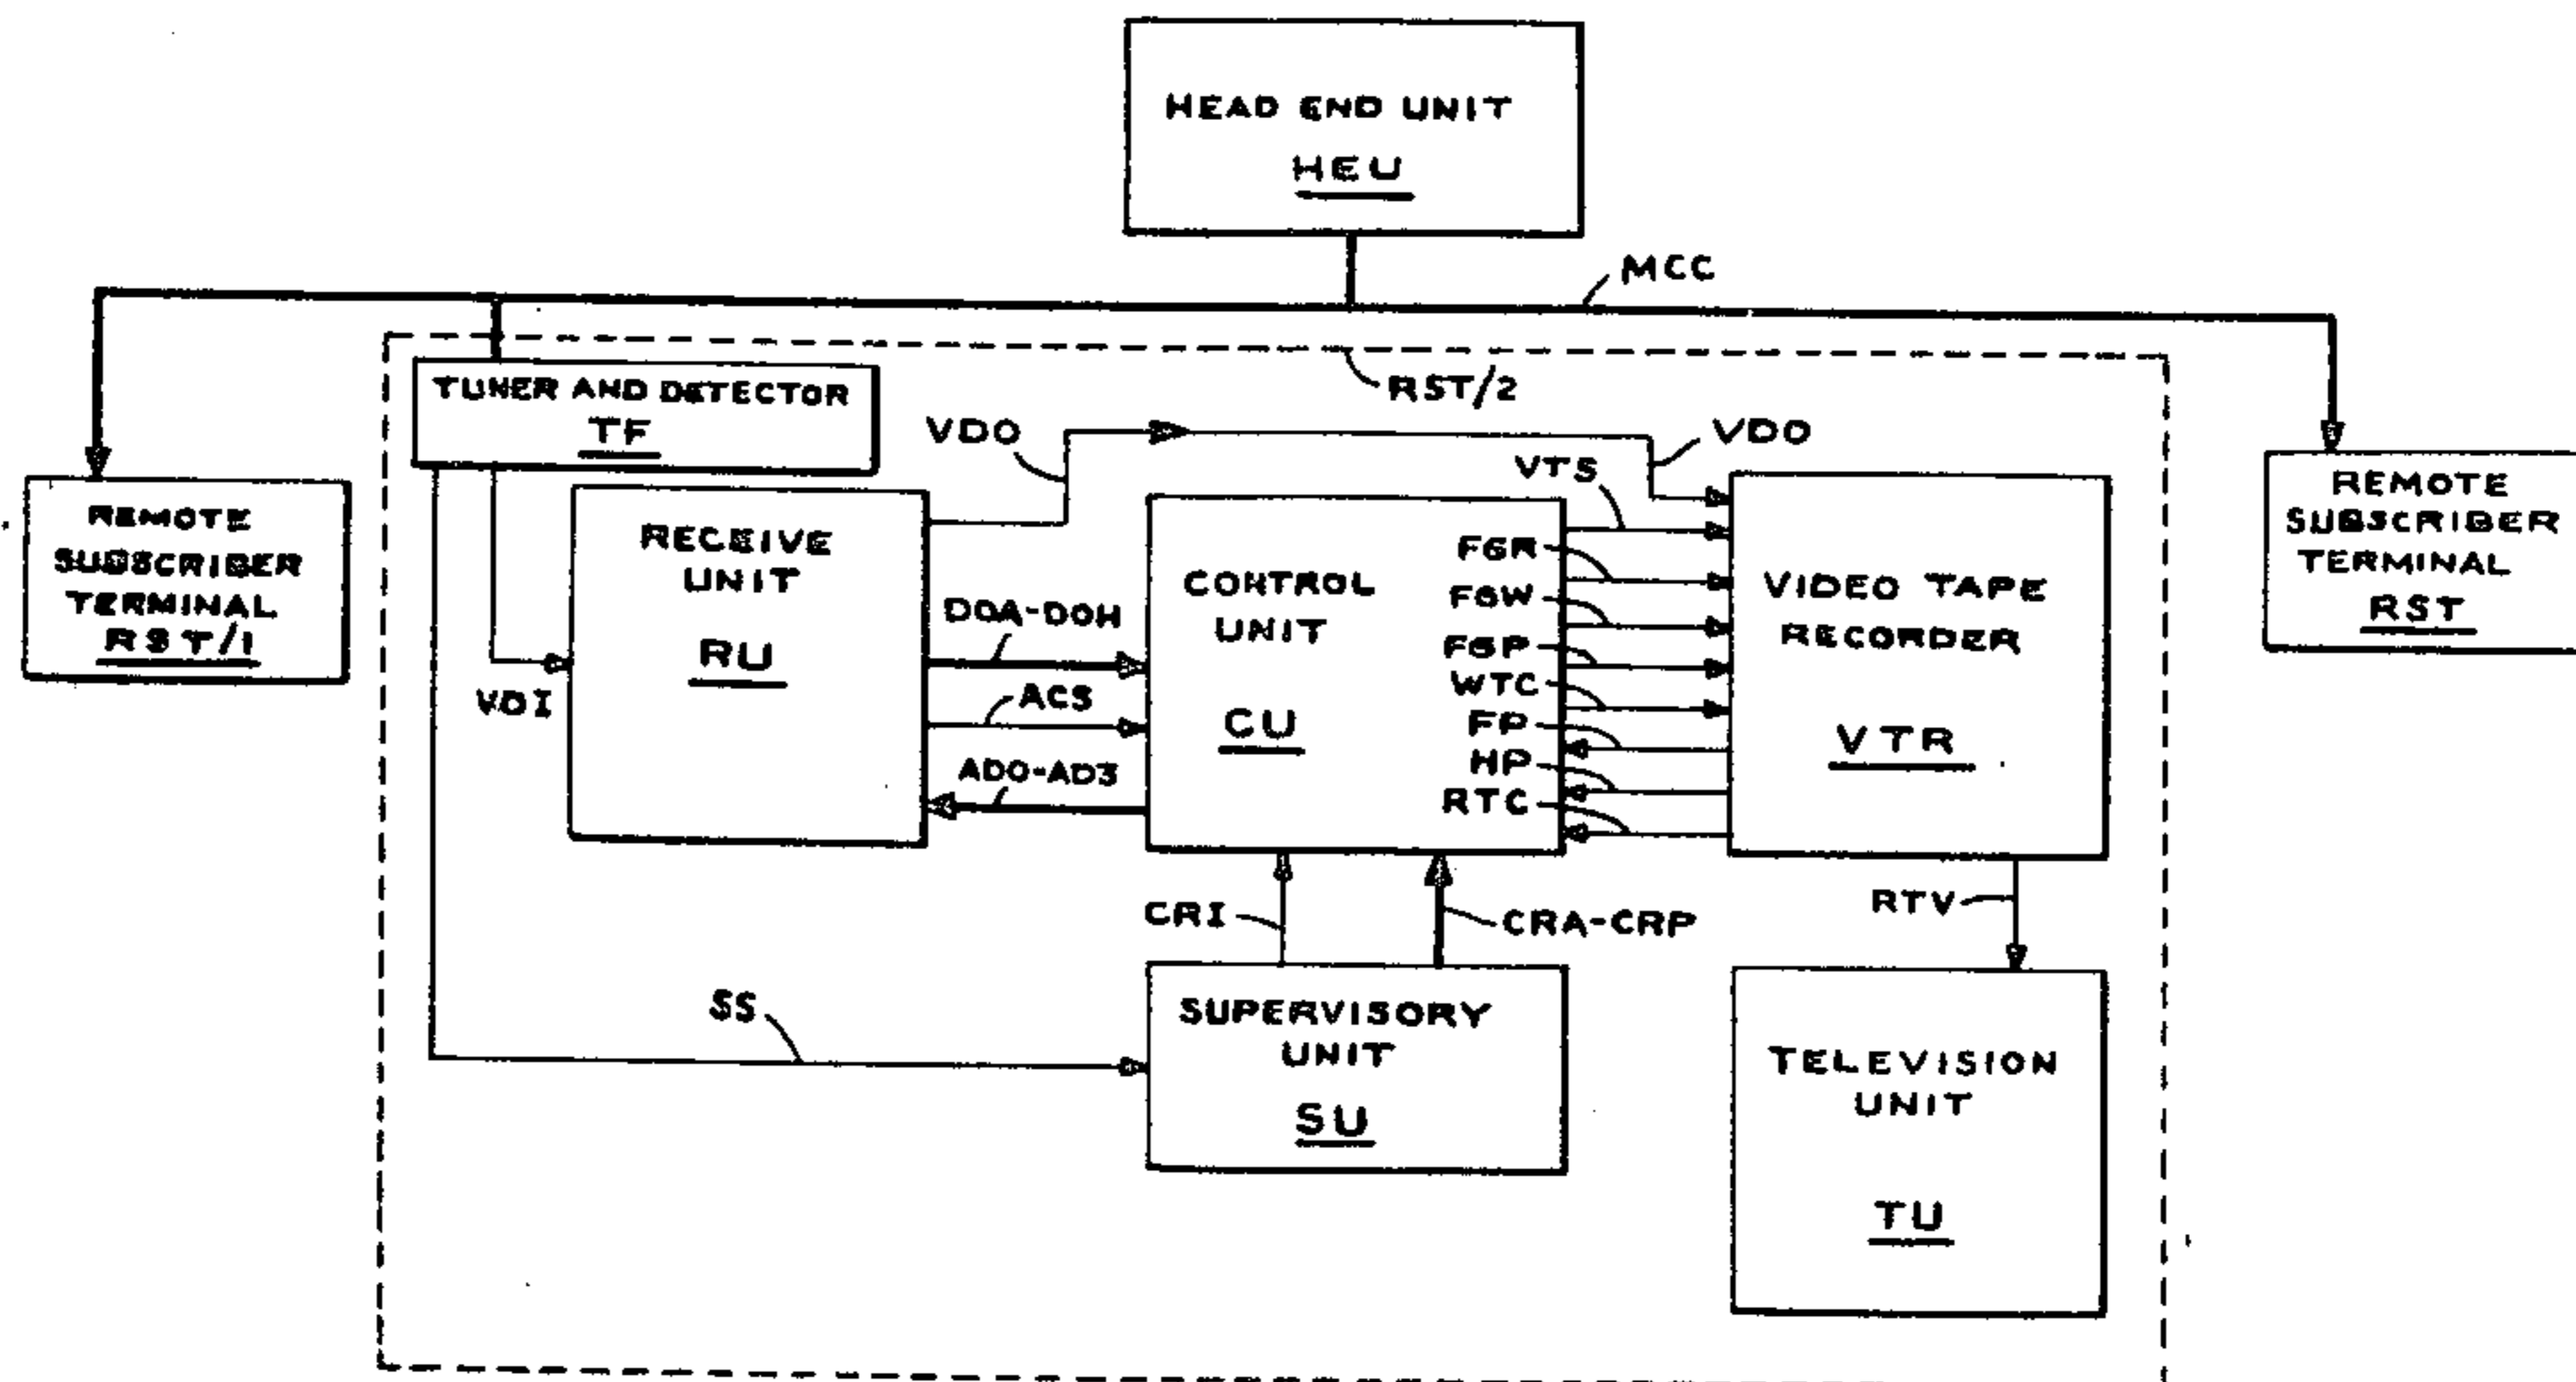 HEAD END UNIT
HEU
MCC
RST/2
TUNER AND DETECTOR
TF
REMOTE
SUBSCRIBER
TERMINAL
RST/1
VDI
RECEIVE
UNIT
RU
VDO
VDO
DOA-DOH
ACS
AD0-AD3
CONTROL
UNIT
CU
VTS
FGR
FGW
FGP
WTC
FP
HP
RTC
VIDEO TAPE
RECORDER
VTR
REMOTE
SUBSCRIBER
TERMINAL
RST
CRI
CRA-CRP
RTV
SS
SUPERVISORY
UNIT
SU
TELEVISION
UNIT
TU